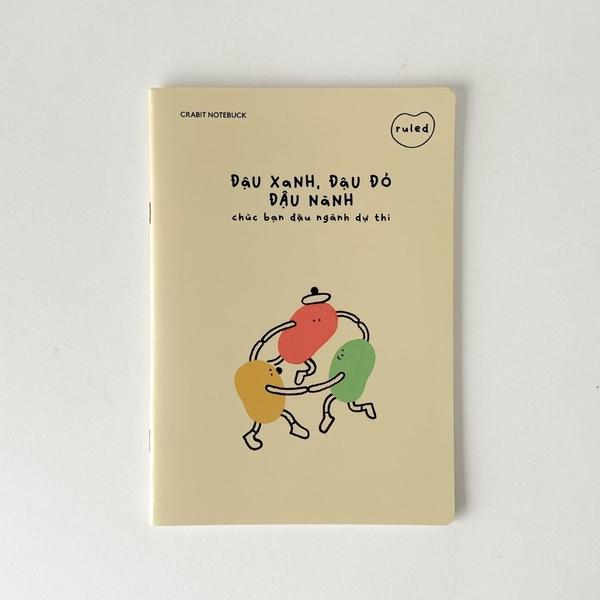 CRABIT NOTEBUCK
ruled
ĐậU XaNH, ĐậU ĐỎ
ĐẬU NàNH
chúc bạn đậu ngành dự thi